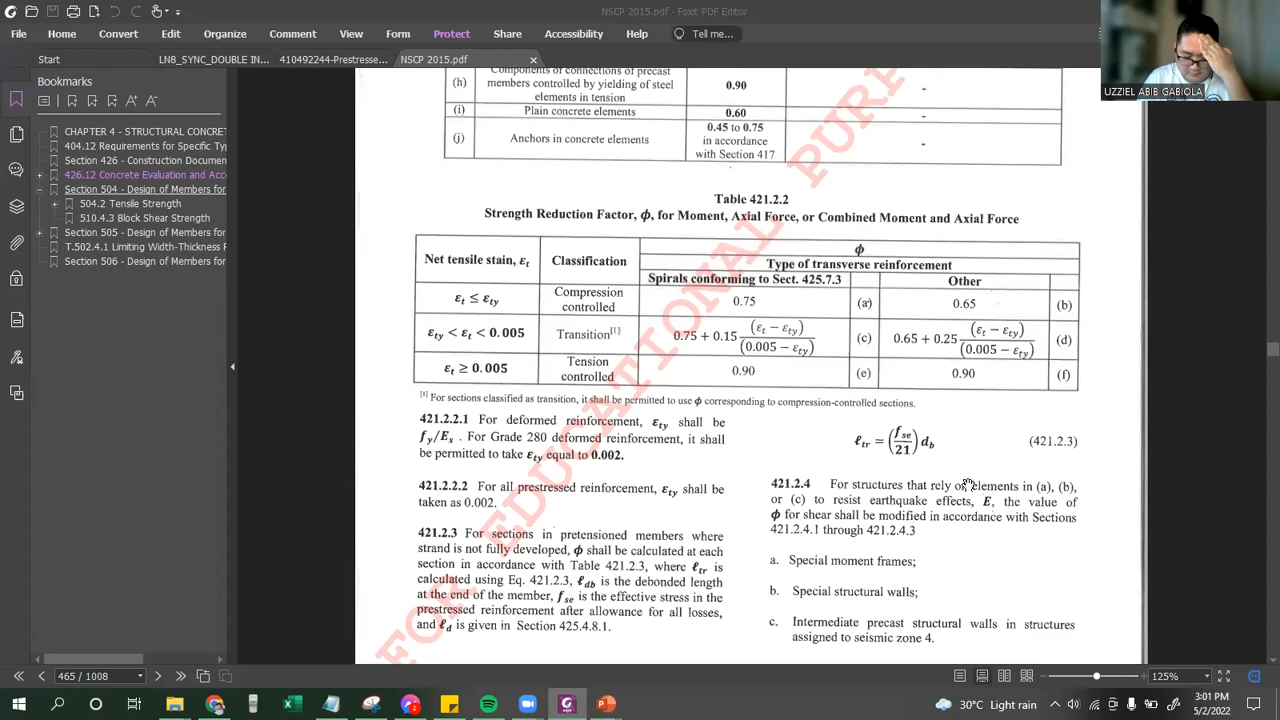 NSCP 2015.pdf - Foxit PDF Editor
File Home Convert Edit Organize Comment View Form Protect Share Accessibility Help Tell me...
UZZIEL ABIB GABIOLA
Start LN8_SYNC_DOUBLE IN... 410492244-Prestresse... NSCP 2015.pdf
Bookmarks
CHAPTER 4 - STRUCTURAL CONCRET
404.12 Requirements for Specific Typ
Section 426 - Construction Documen
426.12 Concrete Evaluation and Acce
Section 504 - Design of Members for
504.2 Tensile Strength
510.4.3 Block Shear Strength
Section 505 - Design of Members for
T.502.4.1 Limiting Width-Thickness
Section 506 - Design of Members for
(h) Components of connections of precast members controlled by yielding of steel elements in tension 0.90 -
(i) Plain concrete elements 0.60 -
(j) Anchors in concrete elements 0.45 to 0.75 in accordance with Section 417 -
Table 421.2.2
Strength Reduction Factor, ϕ, for Moment, Axial Force, or Combined Moment and Axial Force
Net tensile stain, εt Classification ϕ
Type of transverse reinforcement
Spirals conforming to Sect. 425.7.3 Other
εt ≤ εty Compression controlled 0.75 (a) 0.65 (b)
εty < εt < 0.005 Transition[1] 0.75 + 0.15 (εt − εty)/(0.005 − εty) (c) 0.65 + 0.25 (εt − εty)/(0.005 − εty) (d)
εt ≥ 0.005 Tension controlled 0.90 (e) 0.90 (f)
[1] For sections classified as transition, it shall be permitted to use ϕ corresponding to compression-controlled sections.
421.2.2.1 For deformed reinforcement, εty shall be
fy/Es . For Grade 280 deformed reinforcement, it shall
be permitted to take εty equal to 0.002.
421.2.2.2 For all prestressed reinforcement, εty shall be
taken as 0.002.
421.2.3 For sections in pretensioned members where
strand is not fully developed, ϕ shall be calculated at each
section in accordance with Table 421.2.3, where ℓtr is
calculated using Eq. 421.2.3, ℓdb is the debonded length
at the end of the member, fse is the effective stress in the
prestressed reinforcement after allowance for all losses,
and ℓd is given in Section 425.4.8.1.
ℓtr = (fse/21) db (421.2.3)
421.2.4 For structures that rely on elements in (a), (b),
or (c) to resist earthquake effects, E, the value of
ϕ for shear shall be modified in accordance with Sections
421.2.4.1 through 421.2.4.3
a. Special moment frames;
b. Special structural walls;
c. Intermediate precast structural walls in structures
assigned to seismic zone 4.
FOR EDUCATIONAL PURP
465 / 1008
125%
2
30°C Light rain
ENG
3:01 PM
5/2/2022